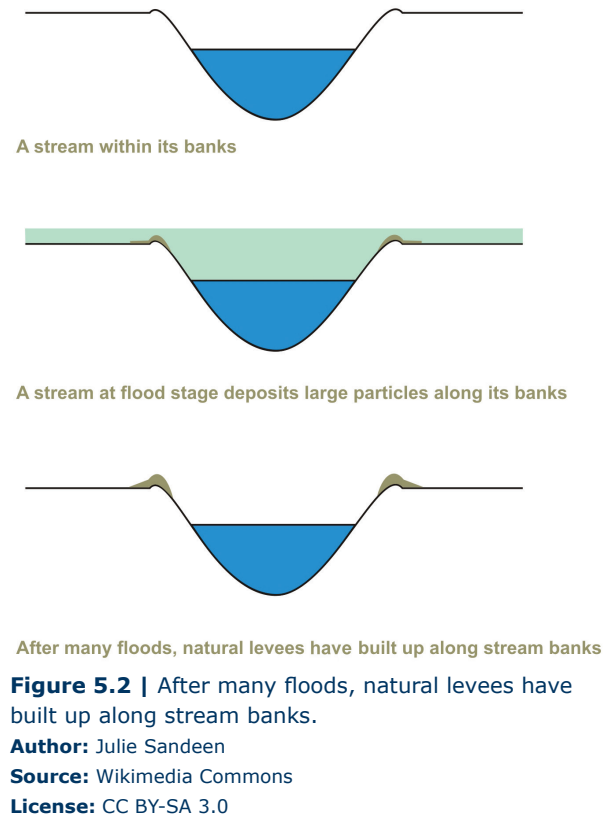 A stream within its banks
A stream at flood stage deposits large particles along its banks
After many floods, natural levees have built up along stream banks
Figure 5.2 | After many floods, natural levees have
built up along stream banks.
Author: Julie Sandeen
Source: Wikimedia Commons
License: CC BY-SA 3.0